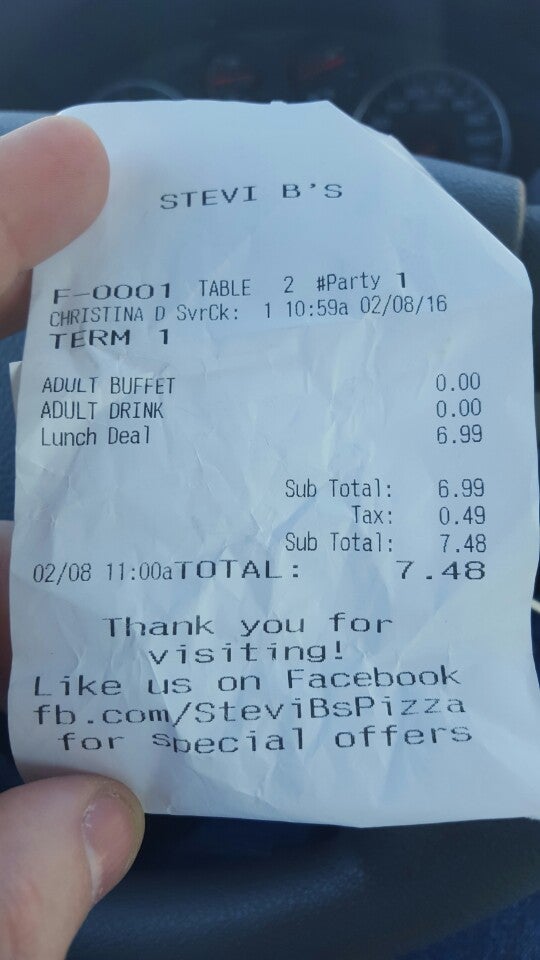 STEVI B'S
F-0001 TABLE 2 #Party 1
CHRISTINA D SvrCk: 1 10:59a 02/08/16
TERM 1
ADULT BUFFET 0.00
ADULT DRINK 0.00
Lunch Deal 6.99
Sub Total: 6.99
Tax: 0.49
Sub Total: 7.48
02/08 11:00aTOTAL: 7.48
Thank you for
visiting!
Like us on Facebook
fb.com/SteviBsPizza
for special offers